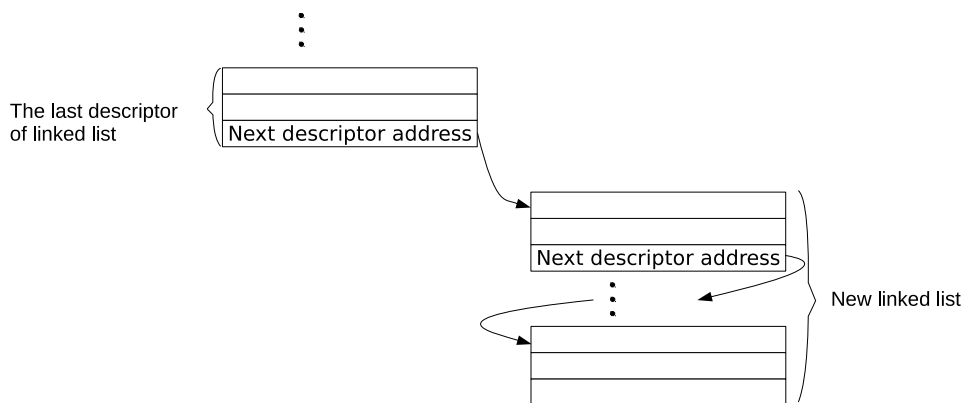 The last descriptor
of linked list
Next descriptor address
Next descriptor address
New linked list